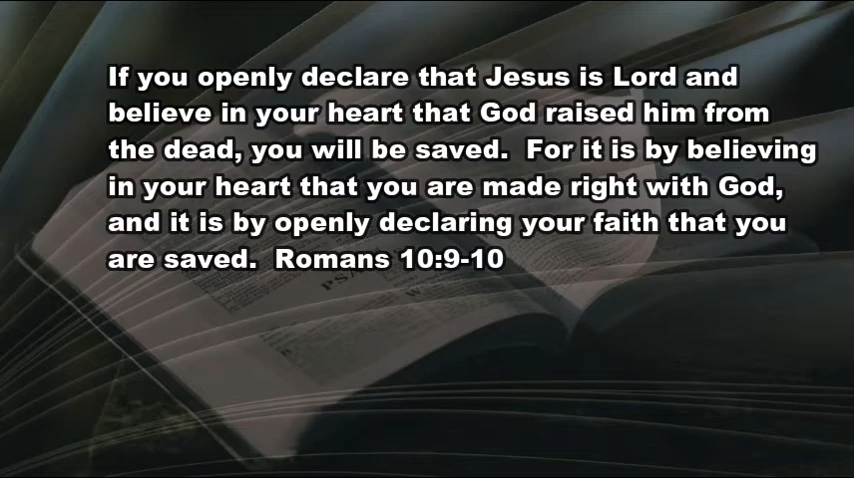 If you openly declare that Jesus is Lord and
believe in your heart that God raised him from
the dead, you will be saved.  For it is by believing
in your heart that you are made right with God,
and it is by openly declaring your faith that you
are saved.  Romans 10:9-10